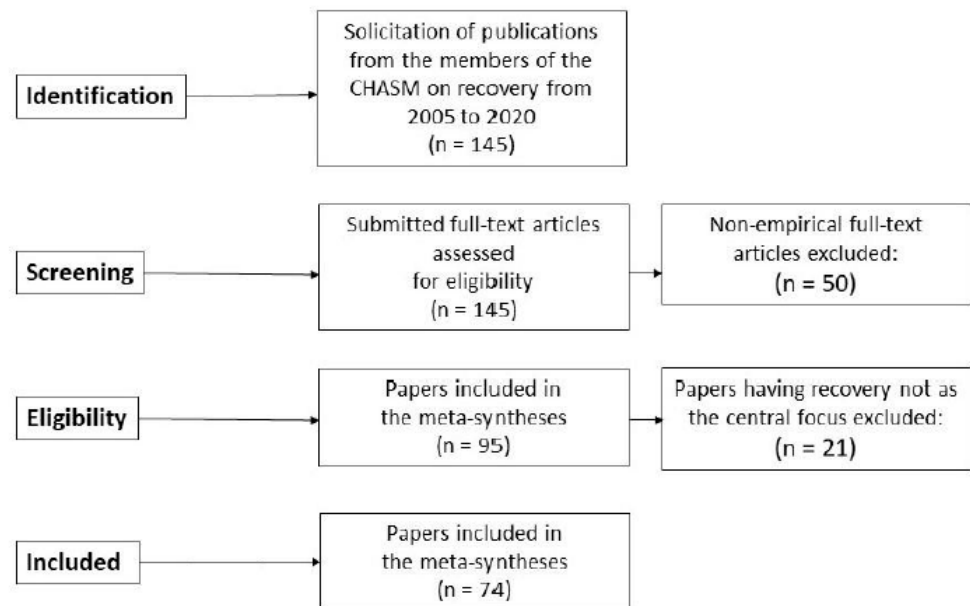 Identification
Solicitation of publications
from the members of the
CHASM on recovery from
2005 to 2020
(n = 145)
Screening
Submitted full-text articles
assessed
for eligibility
(n = 145)
Non-empirical full-text
articles excluded:
(n = 50)
Eligibility
Papers included in
the meta-syntheses
(n = 95)
Papers having recovery not as
the central focus excluded:
(n = 21)
Included
Papers included in
the meta-syntheses
(n = 74)